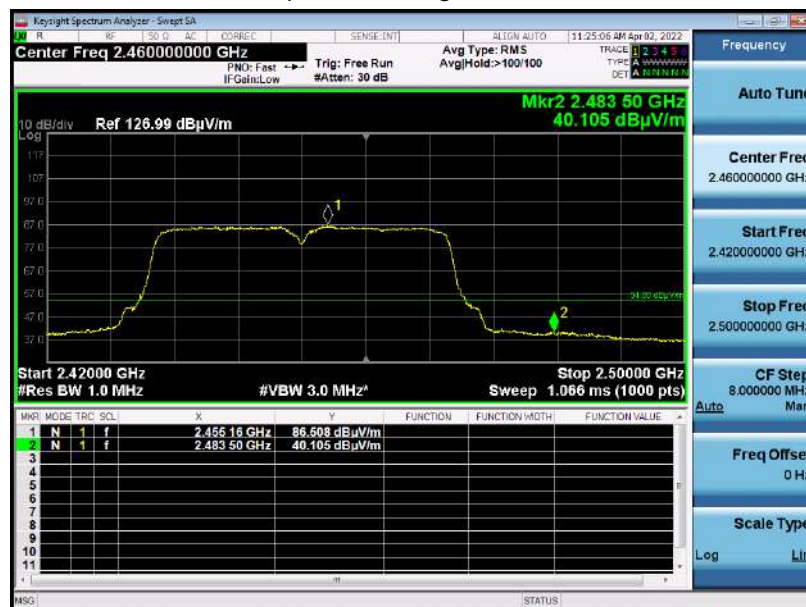 Keysight Spectrum Analyzer - Swept SA
R RF 50 Ω AC CORREC SENSE:INT ALIGN AUTO 11:25:06 AM Apr 02, 2022
Center Freq 2.460000000 GHz
PNO: Fast
IFGain:Low
Trig: Free Run
#Atten: 30 dB
Avg Type: RMS
Avg|Hold:>100/100
TRACE 1 2 3 4 5 6
TYPE A WWWWW
DET A N N N N N
Mkr2 2.483 50 GHz
40.105 dBµV/m
10 dB/div Ref 126.99 dBµV/m
Log
117
107
97.0
87.0
77.0
67.0
57.0
47.0
37.0
1
2
54.00 dBµV/m
Start 2.42000 GHz Stop 2.50000 GHz
#Res BW 1.0 MHz #VBW 3.0 MHz* Sweep 1.066 ms (1000 pts)
MKR MODE TRC SCL X Y FUNCTION FUNCTION WIDTH FUNCTION VALUE
1 N 1 f 2.455 16 GHz 86.508 dBµV/m
2 N 1 f 2.483 50 GHz 40.105 dBµV/m
3
4
5
6
7
8
9
10
11
MSG STATUS
Frequency
Auto Tune
Center Freq
2.460000000 GHz
Start Freq
2.420000000 GHz
Stop Freq
2.500000000 GHz
CF Step
8.000000 MHz
Auto Man
Freq Offset
0 Hz
Scale Type
Log Lin